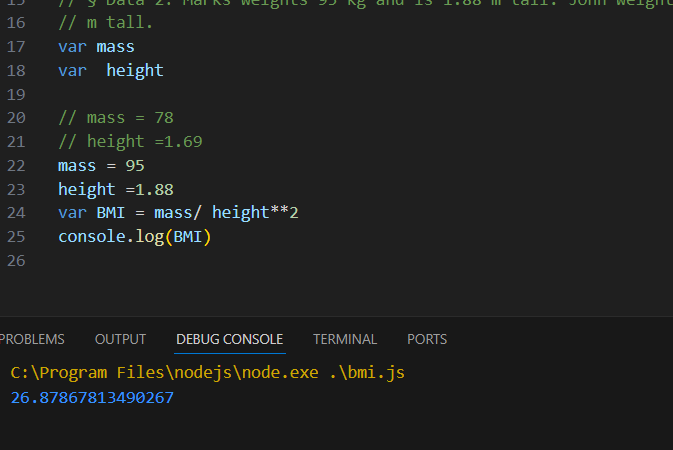 15 // § Data 2: Marks weights 95 kg and is 1.88 m tall. John weight
16 // m tall.
17 var mass
18 var  height
19
20 // mass = 78
21 // height =1.69
22 mass = 95
23 height =1.88
24 var BMI = mass/ height**2
25 console.log(BMI)
26
PROBLEMS OUTPUT DEBUG CONSOLE TERMINAL PORTS
C:\Program Files\nodejs\node.exe .\bmi.js
26.87867813490267